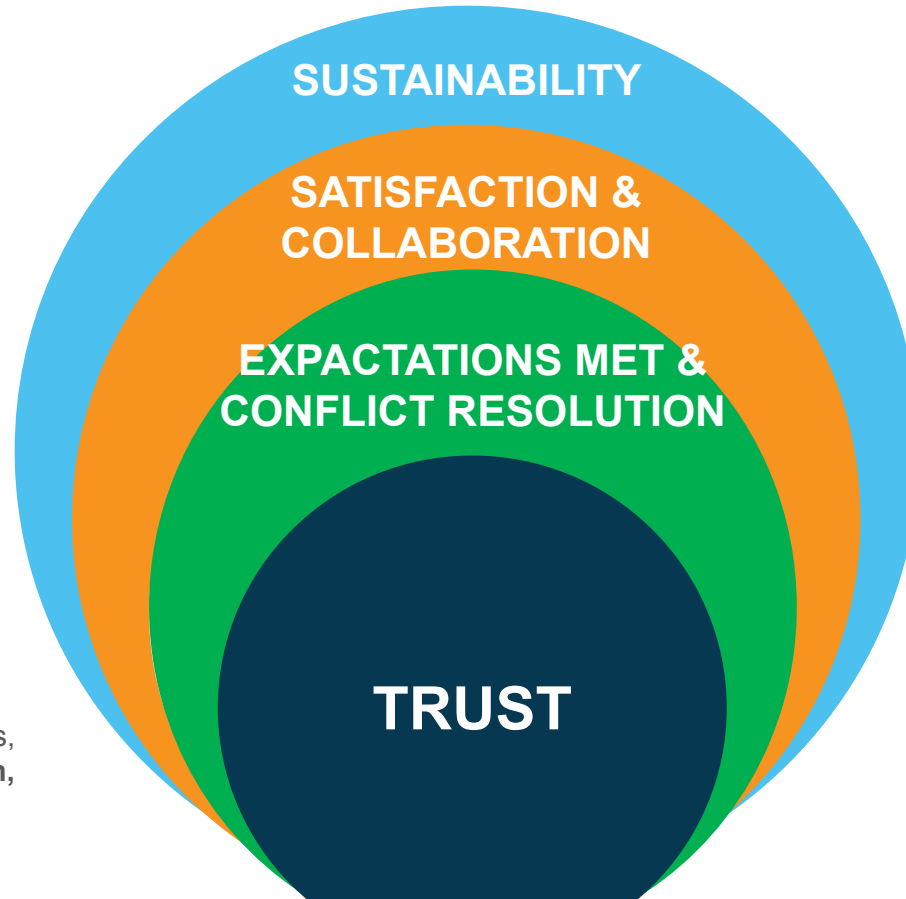 SUSTAINABILITY
SATISFACTION &
COLLABORATION
EXPACTATIONS MET &
CONFLICT RESOLUTION
TRUST